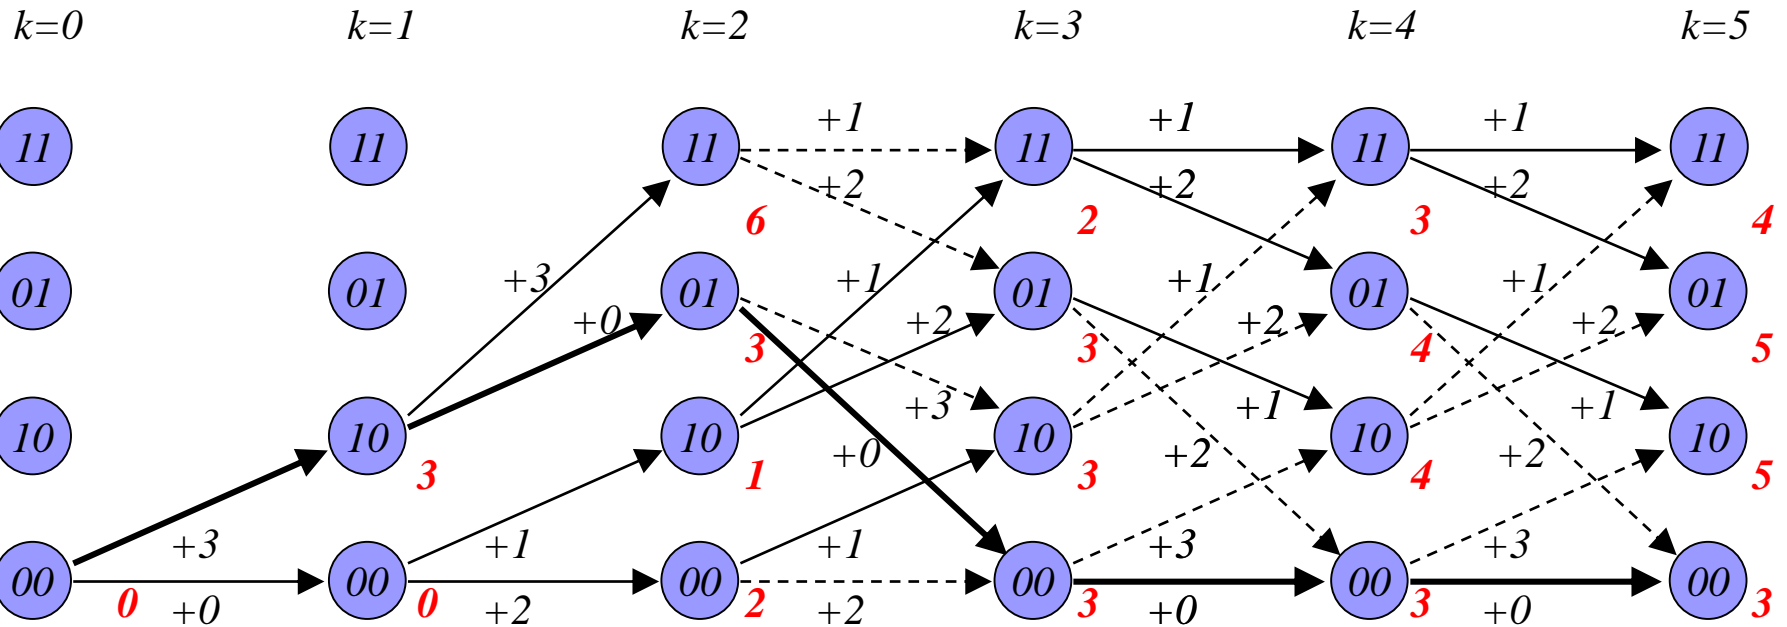 k=0 k=1 k=2 k=3 k=4 k=5
+1 +1 +1
11 11 11 11 11 11
+2 +2 +2
6 2 3 4
+3 +1 +1 +1
01 01 01 01 01 01
+0 +2 +2 +2
3 3 4 5
+3 +1 +1
10 10 10 10 10 10
+0 +2 +2
3 1 3 4 5
+3 +1 +1 +3 +3
00 00 00 00 00 00
0 0 2 3 3 3
+0 +2 +2 +0 +0